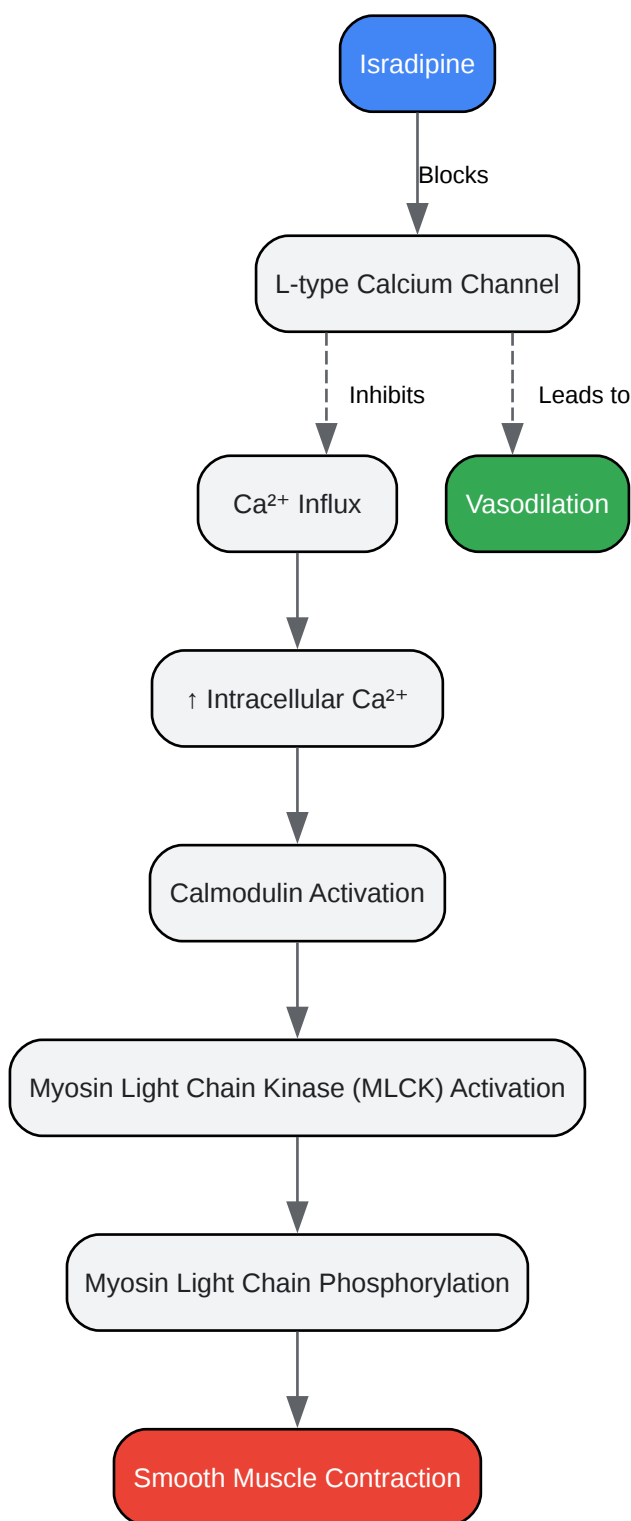 Isradipine
Blocks
L-type Calcium Channel
Inhibits
Leads to
Ca²⁺ Influx
Vasodilation
↑ Intracellular Ca²⁺
Calmodulin Activation
Myosin Light Chain Kinase (MLCK) Activation
Myosin Light Chain Phosphorylation
Smooth Muscle Contraction